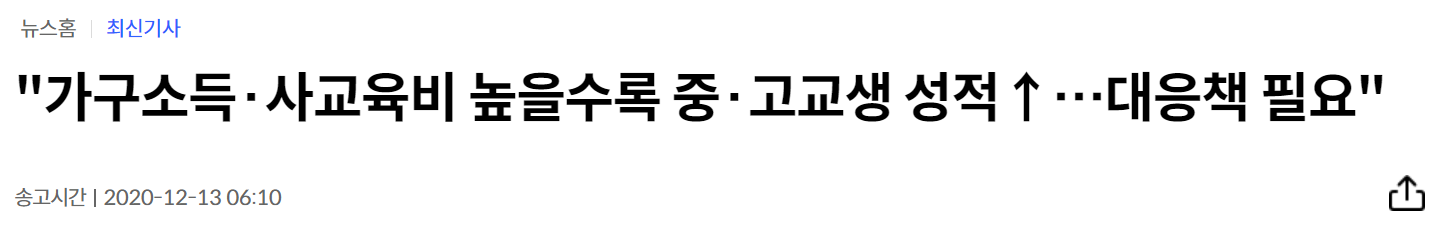 뉴스홈 | 최신기사
"가구소득·사교육비 높을수록 중·고교생 성적↑…대응책 필요"
송고시간 | 2020-12-13 06:10